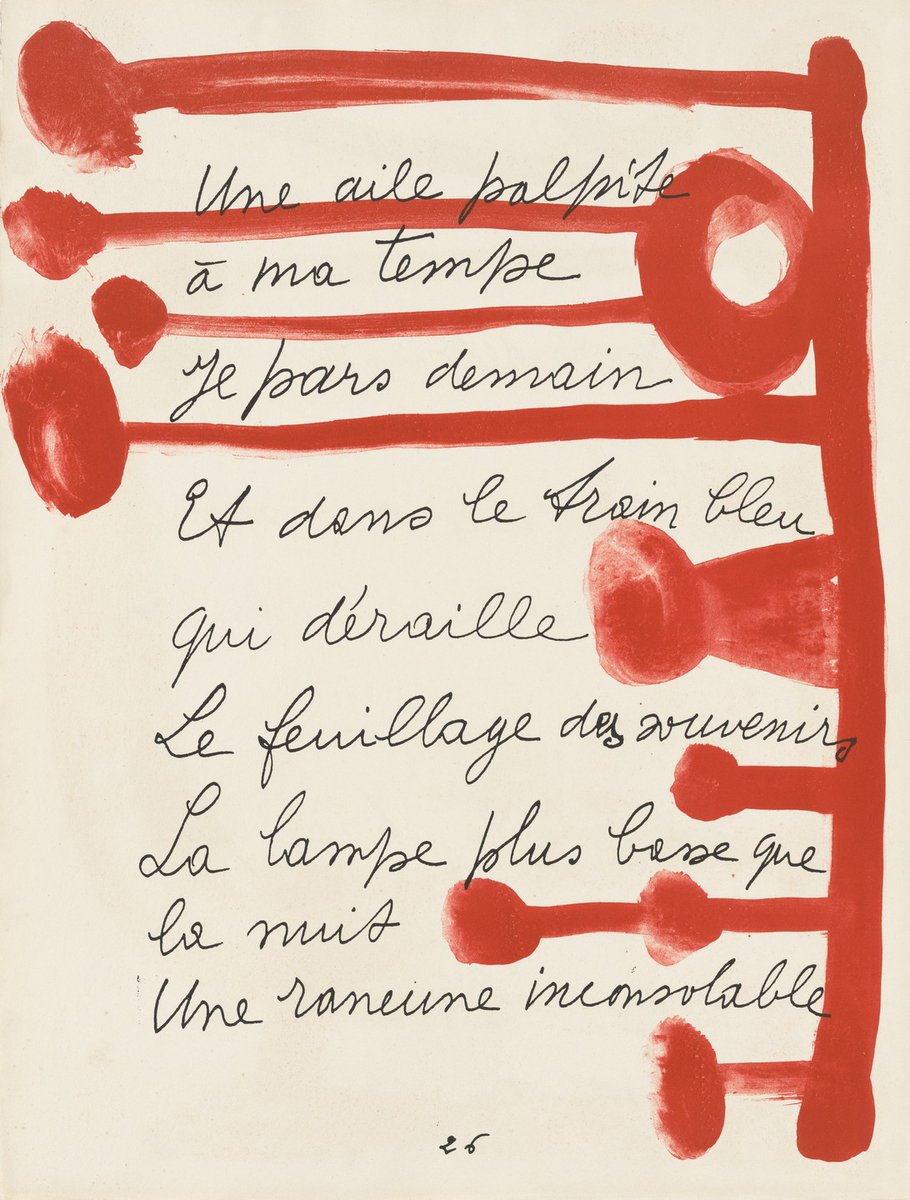 Une aile palpite
à ma tempe
Je pars demain
Et dans le train bleu
qui déraille
Le feuillage des souvenirs
La lampe plus basse que
la nuit
Une rancune inconsolable
26